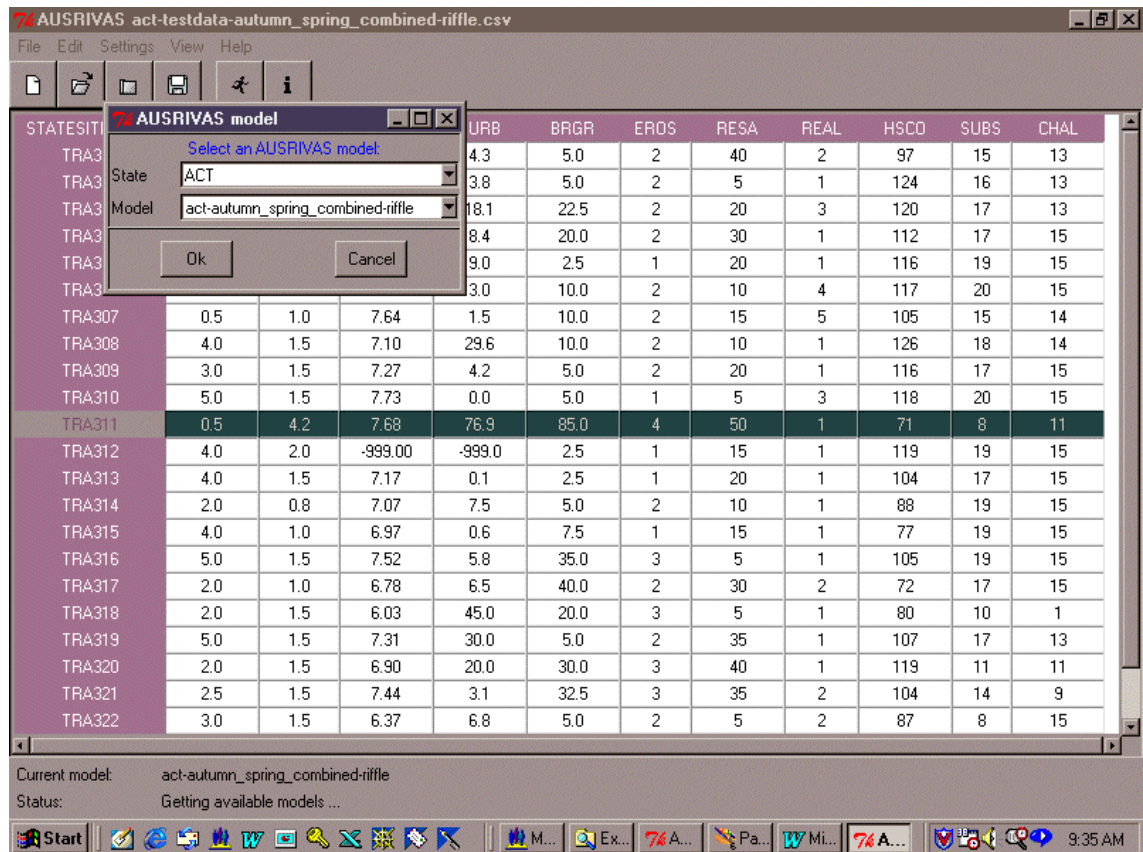 AUSRIVAS act-testdata-autumn_spring_combined-riffle.csv
File Edit Settings View Help
AUSRIVAS model
Select an AUSRIVAS model:
State ACT
Model act-autumn_spring_combined-riffle
Ok Cancel
STATESIT URB BRGR EROS RESA REAL HSCO SUBS CHAL
TRA3 4.3 5.0 2 40 2 97 15 13
TRA3 3.8 5.0 2 5 1 124 16 13
TRA3 18.1 22.5 2 20 3 120 17 13
TRA3 8.4 20.0 2 30 1 112 17 15
TRA3 9.0 2.5 1 20 1 116 19 15
TRA3 3.0 10.0 2 10 4 117 20 15
TRA307 0.5 1.0 7.64 1.5 10.0 2 15 5 105 15 14
TRA308 4.0 1.5 7.10 29.6 10.0 2 10 1 126 18 14
TRA309 3.0 1.5 7.27 4.2 5.0 2 20 1 116 17 15
TRA310 5.0 1.5 7.73 0.0 5.0 1 5 3 118 20 15
TRA311 0.5 4.2 7.68 76.9 85.0 4 50 1 71 8 11
TRA312 4.0 2.0 -999.00 -999.0 2.5 1 15 1 119 19 15
TRA313 4.0 1.5 7.17 0.1 2.5 1 20 1 104 17 15
TRA314 2.0 0.8 7.07 7.5 5.0 2 10 1 88 19 15
TRA315 4.0 1.0 6.97 0.6 7.5 1 15 1 77 19 15
TRA316 5.0 1.5 7.52 5.8 35.0 3 5 1 105 19 15
TRA317 2.0 1.0 6.78 6.5 40.0 2 30 2 72 17 15
TRA318 2.0 1.5 6.03 45.0 20.0 3 5 1 80 10 1
TRA319 5.0 1.5 7.31 30.0 5.0 2 35 1 107 17 13
TRA320 2.0 1.5 6.90 20.0 30.0 3 40 1 119 11 11
TRA321 2.5 1.5 7.44 3.1 32.5 3 35 2 104 14 9
TRA322 3.0 1.5 6.37 6.8 5.0 2 5 2 87 8 15
Current model: act-autumn_spring_combined-riffle
Status: Getting available models ...
Start M... Ex... A... Pa... Mi... A... 9:35 AM